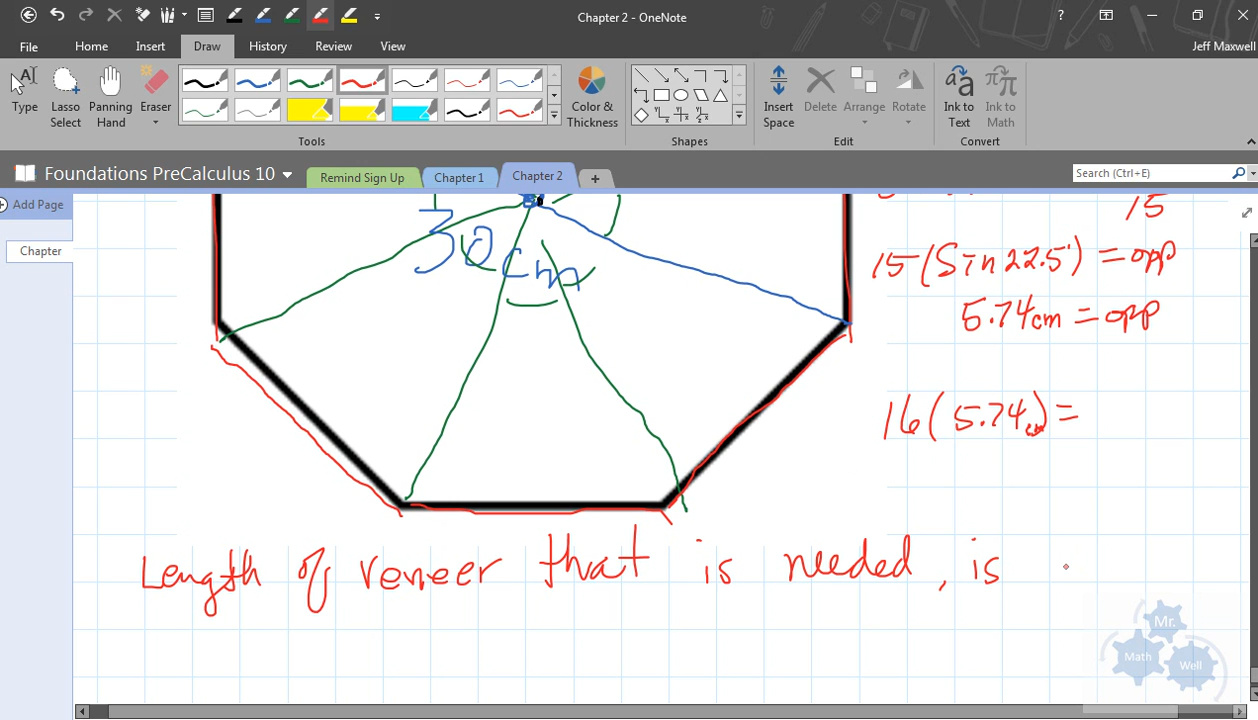 Chapter 2 - OneNote
File Home Insert Draw History Review View
Jeff Maxwell
Type
Lasso Select
Panning Hand
Eraser
Color & Thickness
Insert Space
Delete
Arrange
Rotate
Ink to Text
Ink to Math
Tools Shapes Edit Convert
Foundations PreCalculus 10
Remind Sign Up
Chapter 1
Chapter 2
Search (Ctrl+E)
Add Page
Chapter
30 cm
15
15(Sin 22.5°) = opp
5.74cm = opp
16(5.74cm) =
Length of veneer that is needed, is
Mr.
Math
Well